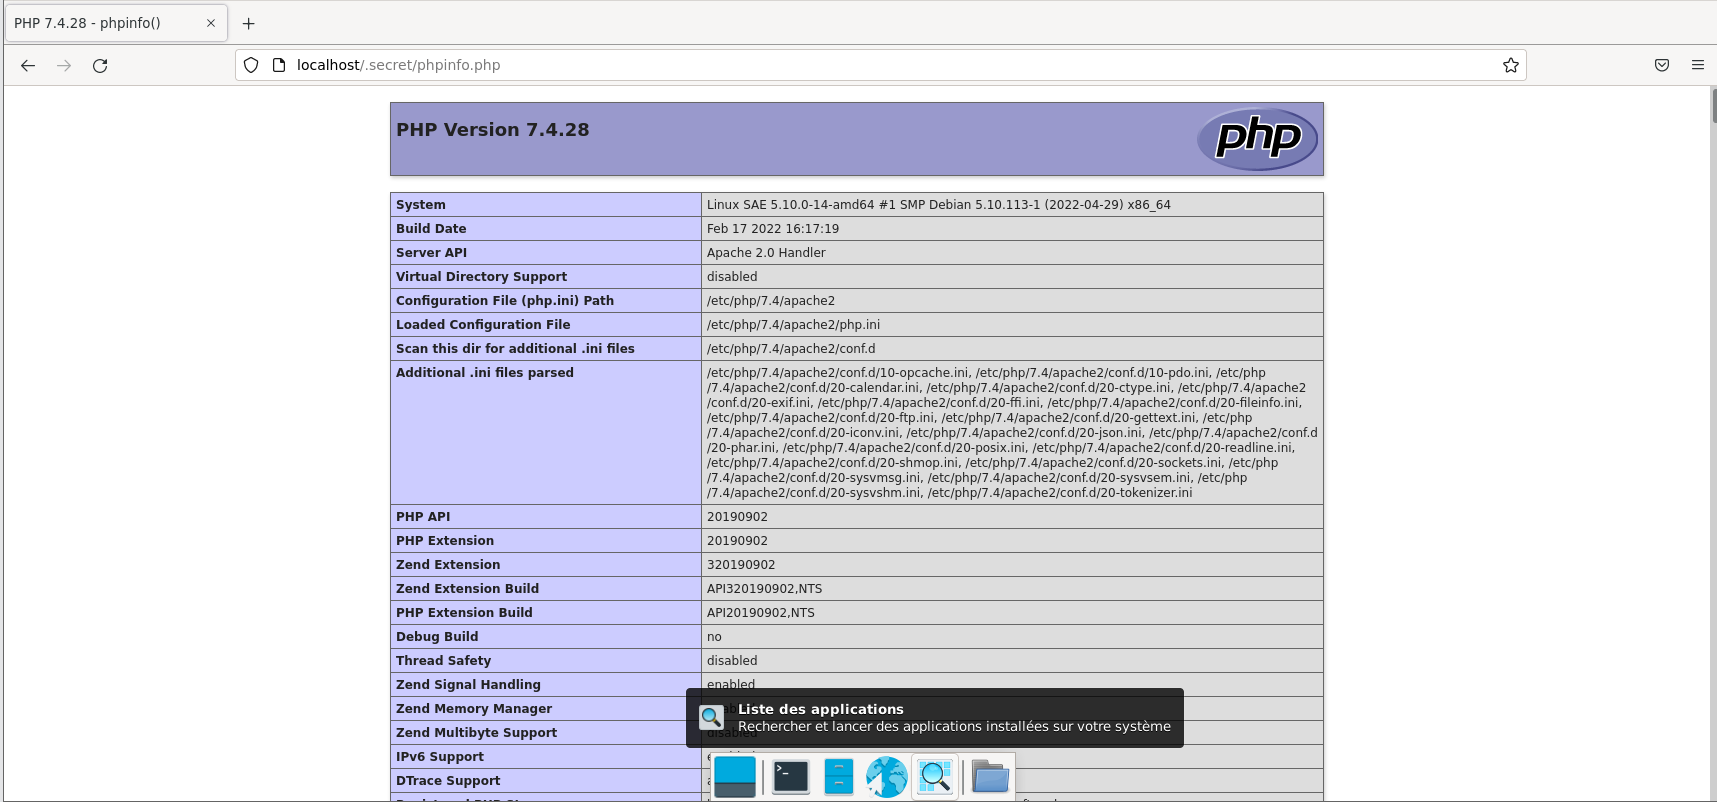 PHP 7.4.28 - phpinfo()
localhost/.secret/phpinfo.php
PHP Version 7.4.28
php
System Linux SAE 5.10.0-14-amd64 #1 SMP Debian 5.10.113-1 (2022-04-29) x86_64
Build Date Feb 17 2022 16:17:19
Server API Apache 2.0 Handler
Virtual Directory Support disabled
Configuration File (php.ini) Path /etc/php/7.4/apache2
Loaded Configuration File /etc/php/7.4/apache2/php.ini
Scan this dir for additional .ini files /etc/php/7.4/apache2/conf.d
Additional .ini files parsed /etc/php/7.4/apache2/conf.d/10-opcache.ini, /etc/php/7.4/apache2/conf.d/10-pdo.ini, /etc/php
/7.4/apache2/conf.d/20-calendar.ini, /etc/php/7.4/apache2/conf.d/20-ctype.ini, /etc/php/7.4/apache2
/conf.d/20-exif.ini, /etc/php/7.4/apache2/conf.d/20-ffi.ini, /etc/php/7.4/apache2/conf.d/20-fileinfo.ini,
/etc/php/7.4/apache2/conf.d/20-ftp.ini, /etc/php/7.4/apache2/conf.d/20-gettext.ini, /etc/php
/7.4/apache2/conf.d/20-iconv.ini, /etc/php/7.4/apache2/conf.d/20-json.ini, /etc/php/7.4/apache2/conf.d
/20-phar.ini, /etc/php/7.4/apache2/conf.d/20-posix.ini, /etc/php/7.4/apache2/conf.d/20-readline.ini,
/etc/php/7.4/apache2/conf.d/20-shmop.ini, /etc/php/7.4/apache2/conf.d/20-sockets.ini, /etc/php
/7.4/apache2/conf.d/20-sysvmsg.ini, /etc/php/7.4/apache2/conf.d/20-sysvsem.ini, /etc/php
/7.4/apache2/conf.d/20-sysvshm.ini, /etc/php/7.4/apache2/conf.d/20-tokenizer.ini
PHP API 20190902
PHP Extension 20190902
Zend Extension 320190902
Zend Extension Build API320190902,NTS
PHP Extension Build API20190902,NTS
Debug Build no
Thread Safety disabled
Zend Signal Handling enabled
Zend Memory Manager
Zend Multibyte Support disabled
IPv6 Support
DTrace Support
Liste des applications
Rechercher et lancer des applications installées sur votre système